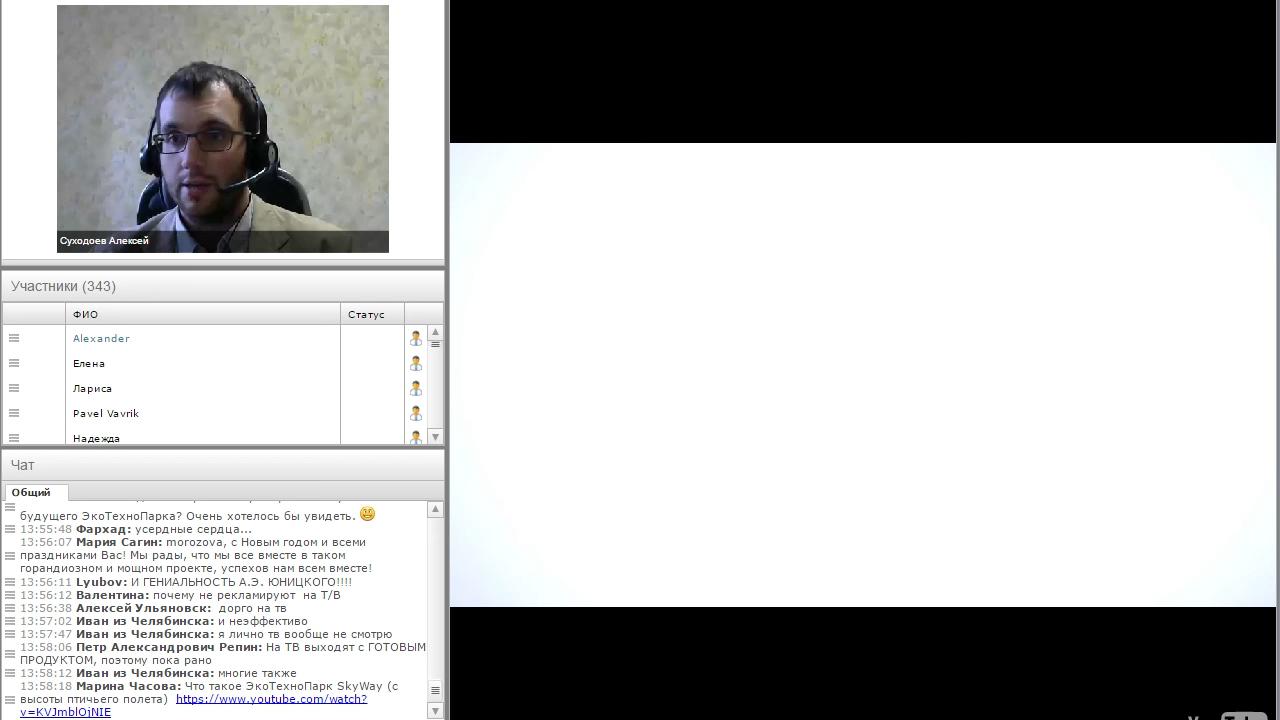 Суходоев Алексей
Участники (343)
ФИО Статус
Alexander
Елена
Лариса
Pavel Vavrik
Надежда
Чат
Общий
будущего ЭкоТехноПарка? Очень хотелось бы увидеть.
13:55:48 Фархад: усердные сердца...
13:56:07 Мария Сагин: morozova, с Новым годом и всеми
праздниками Вас! Мы рады, что мы все вместе в таком
горандиозном и мощном проекте, успехов нам всем вместе!
13:56:11 Lyubov: И ГЕНИАЛЬНОСТЬ А.Э. ЮНИЦКОГО!!!!
13:56:12 Валентина: почему не рекламируют на Т/В
13:56:38 Алексей Ульяновск: дорго на тв
13:57:02 Иван из Челябинска: и неэффективо
13:57:47 Иван из Челябинска: я лично тв вообще не смотрю
13:58:06 Петр Александрович Репин: На ТВ выходят с ГОТОВЫМ
ПРОДУКТОМ, поэтому пока рано
13:58:12 Иван из Челябинска: многие также
13:58:18 Марина Часова: Что такое ЭкоТехноПарк SkyWay (с
высоты птичьего полета) https://www.youtube.com/watch?
v=KVJmblOjNIE